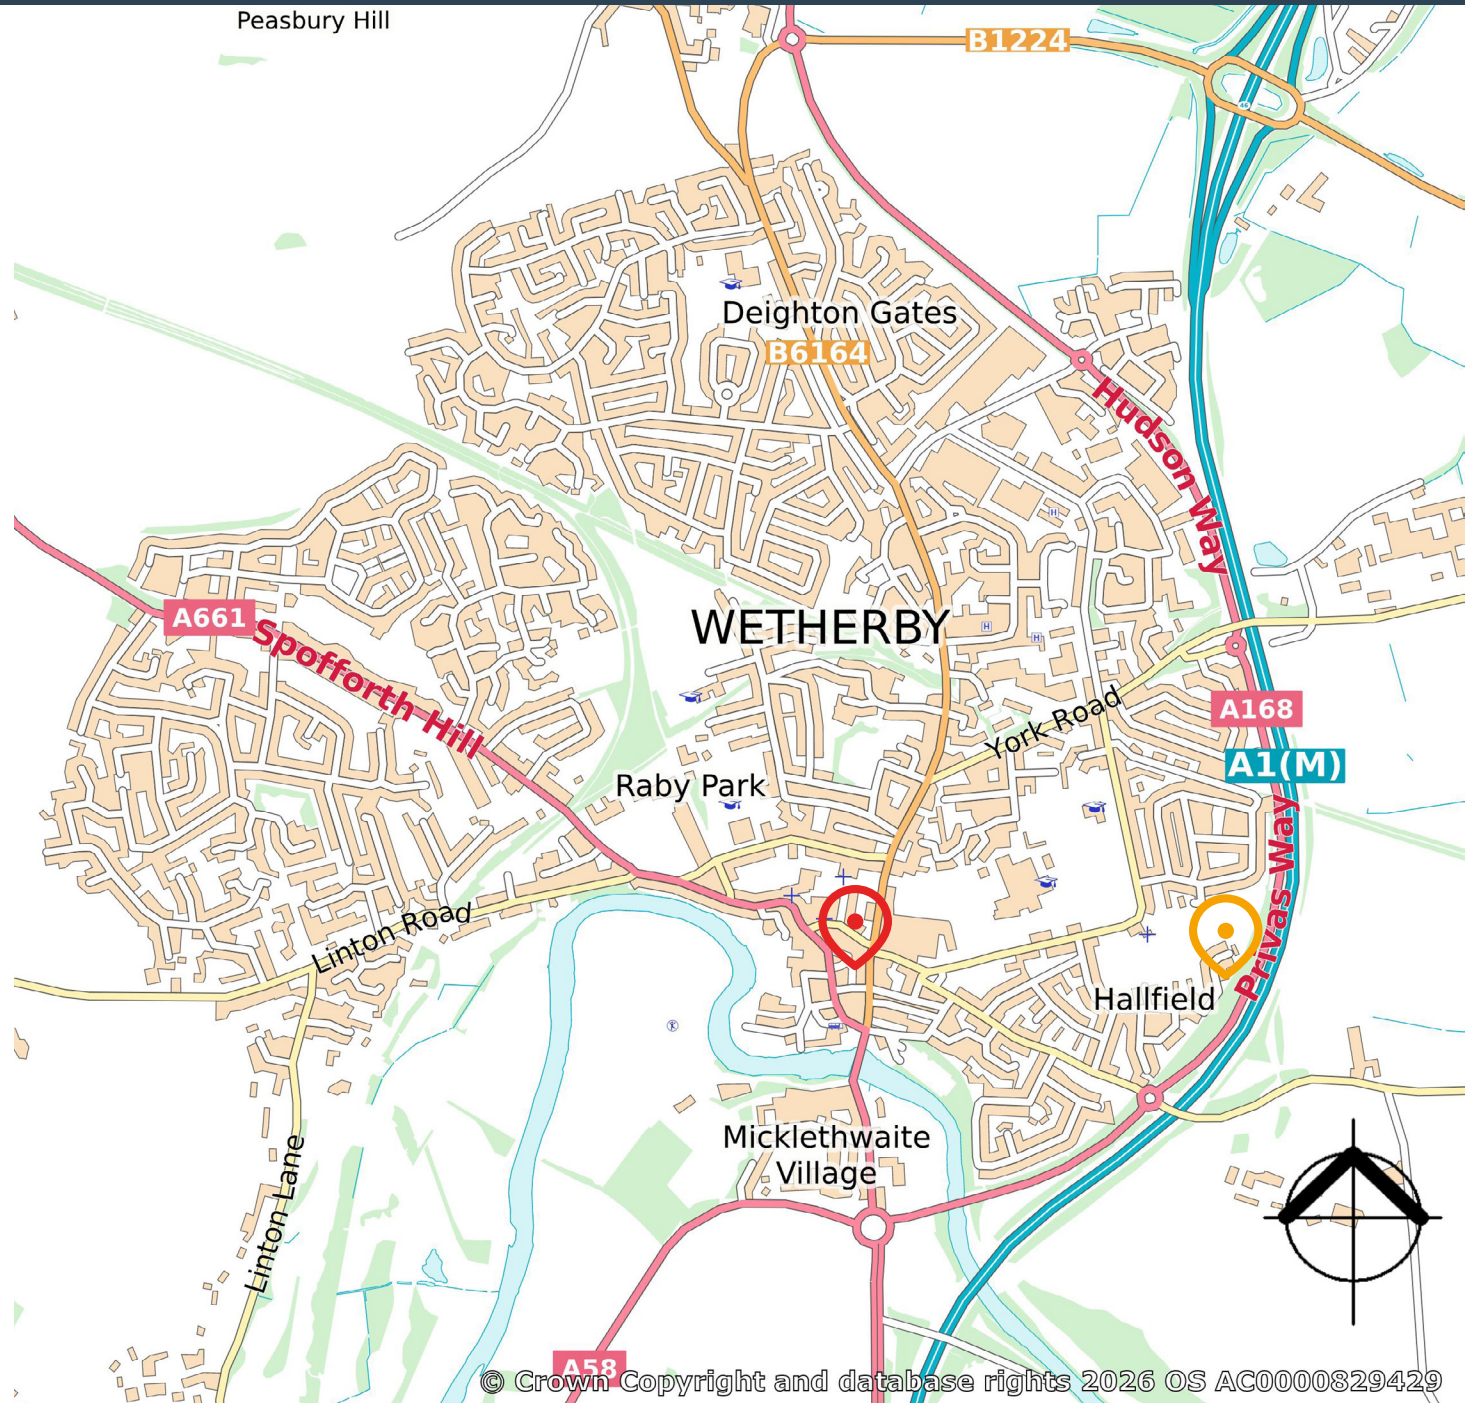 Peasbury Hill
B1224
46
Deighton Gates
B6164
Hudson Way
H
WETHERBY
A661
Spofforth Hill
H
H
York Road
A168
A1(M)
Raby Park
Privas Way
Linton Road
Hallfield
Micklethwaite
Village
Linton Lane
A58
© Crown Copyright and database rights 2026 OS AC0000829429